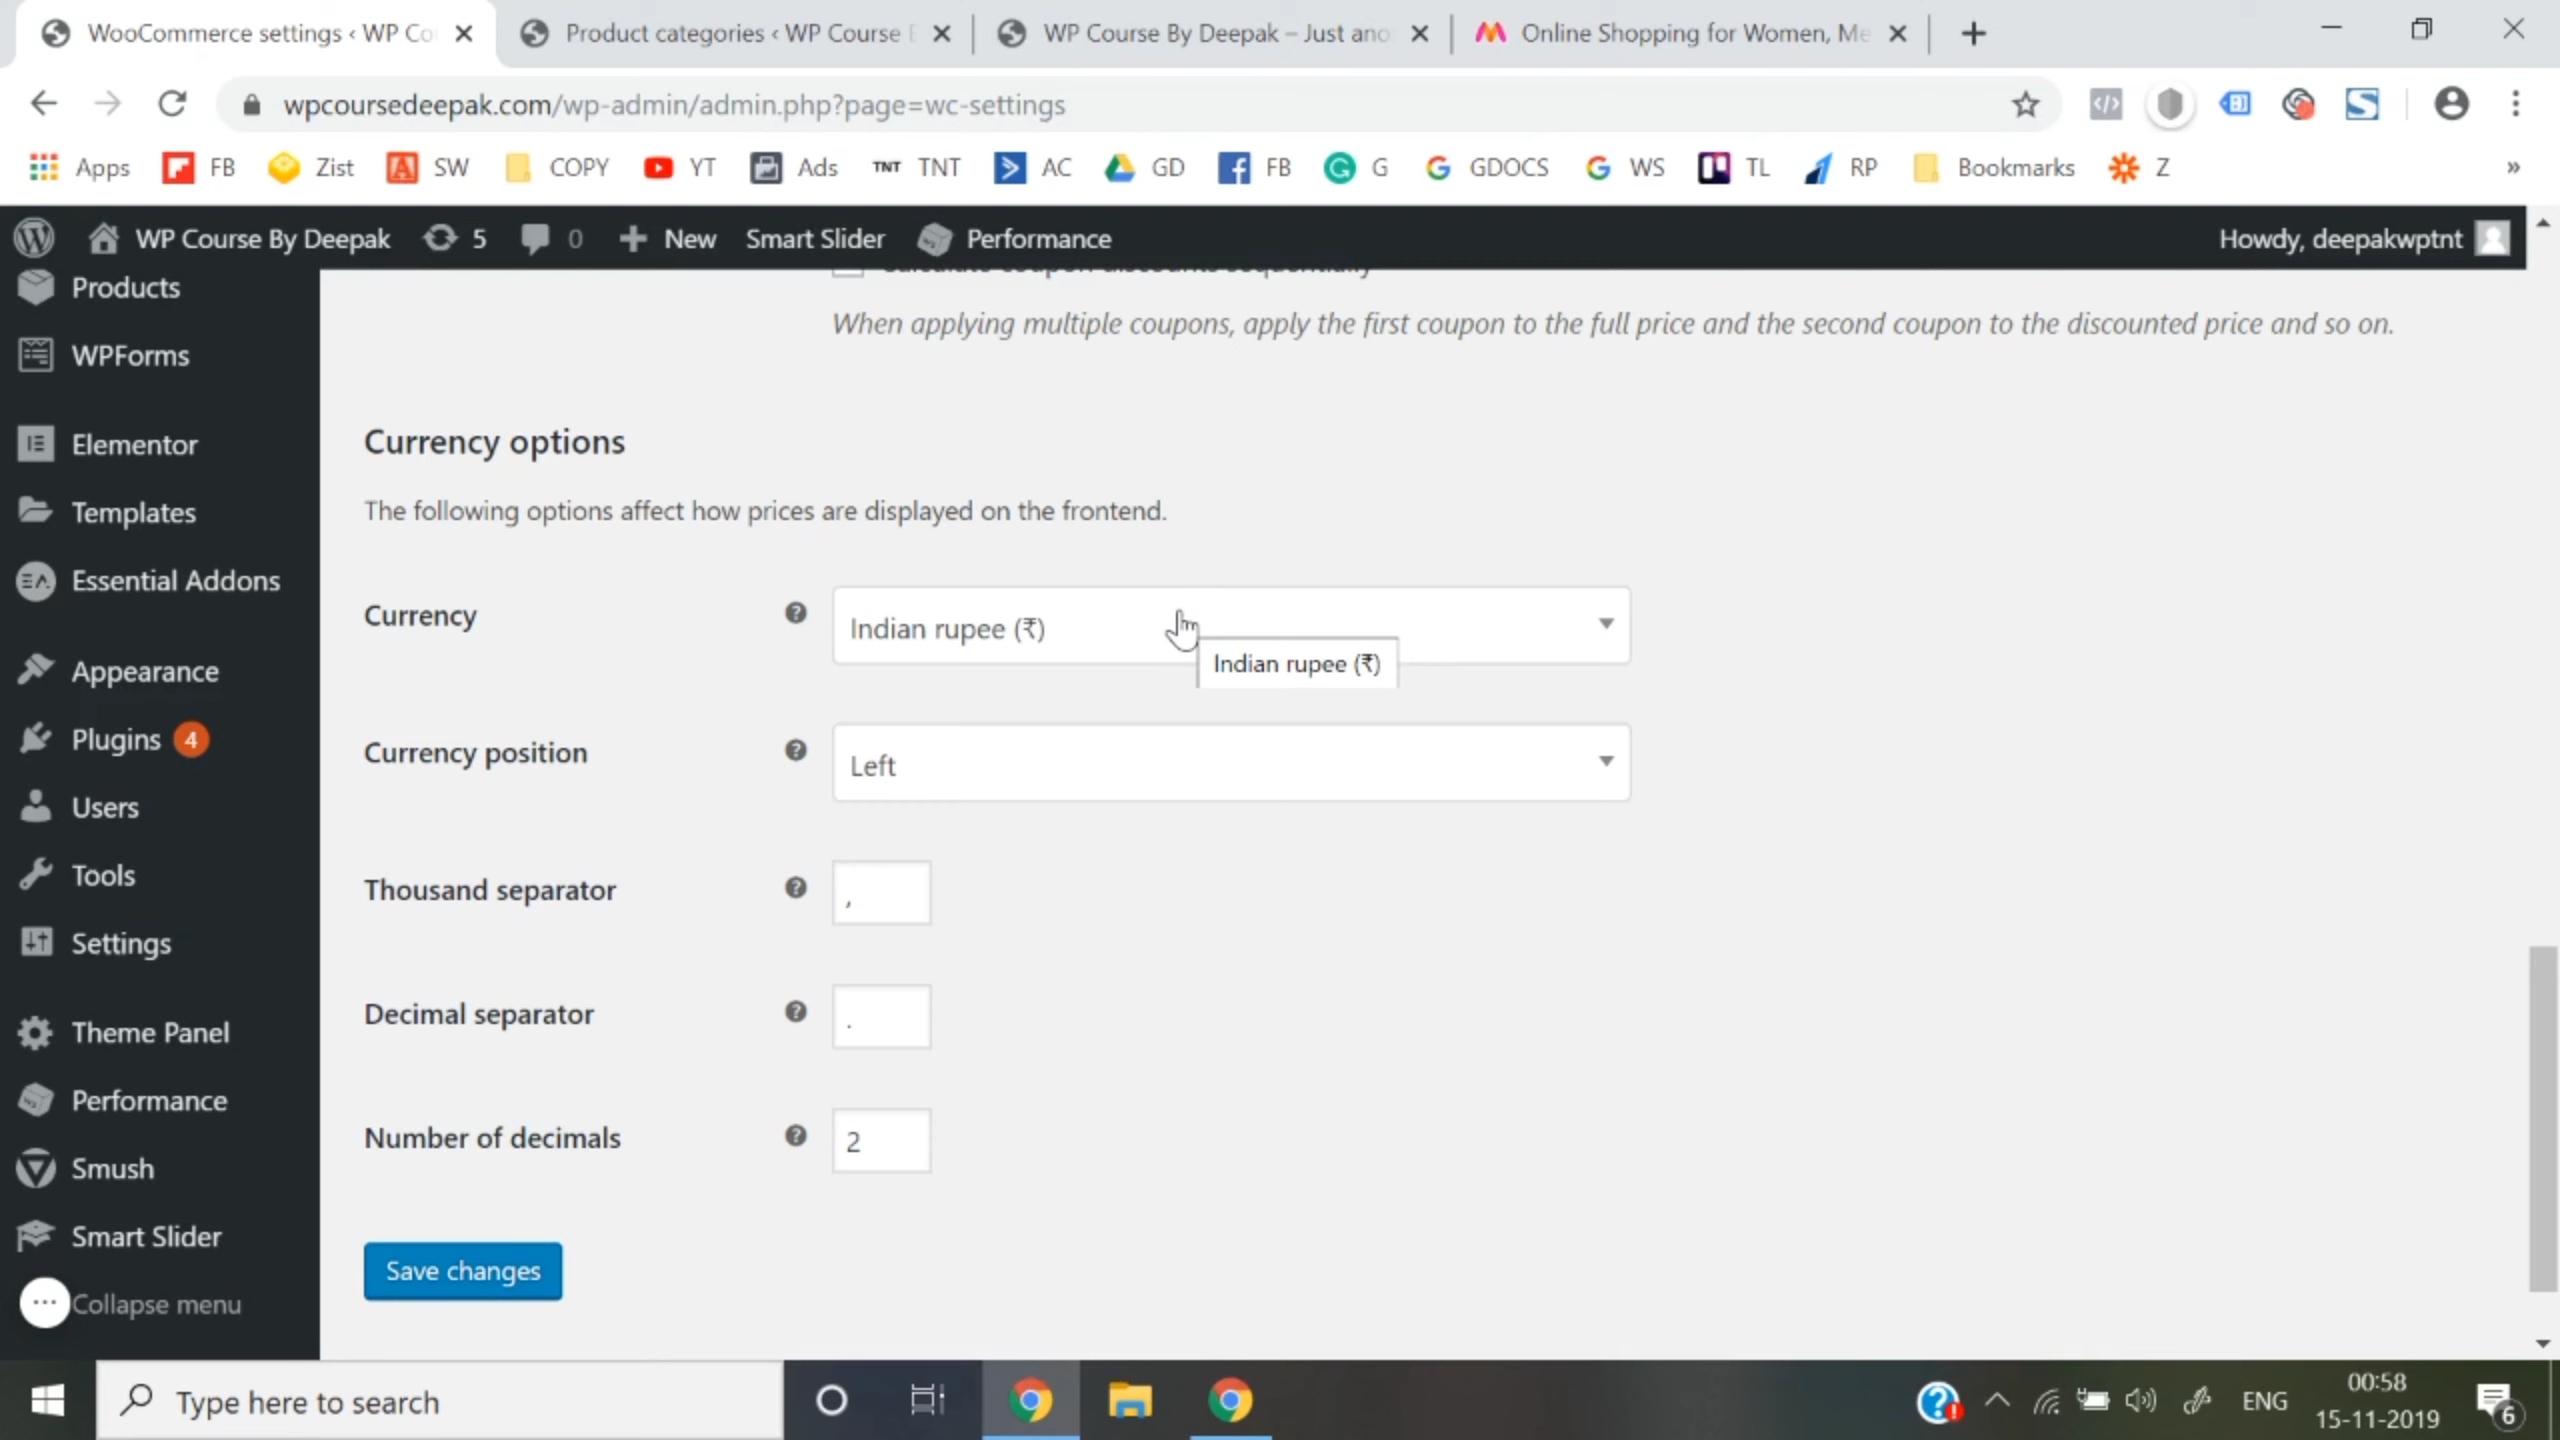 WooCommerce settings ‹ WP Co
Product categories ‹ WP Course
WP Course By Deepak – Just ano
Online Shopping for Women, Me
wpcoursedeepak.com/wp-admin/admin.php?page=wc-settings
Apps FB Zist SW COPY YT Ads TNT TNT AC GD FB G GDOCS WS TL RP Bookmarks Z »
WP Course By Deepak 5 0 New Smart Slider Performance Howdy, deepakwptnt
Products
WPForms
Elementor
Templates
Essential Addons
Appearance
Plugins 4
Users
Tools
Settings
Theme Panel
Performance
Smush
Smart Slider
Collapse menu
Calculate coupon discounts sequentially
When applying multiple coupons, apply the first coupon to the full price and the second coupon to the discounted price and so on.
Currency options
The following options affect how prices are displayed on the frontend.
Currency Indian rupee (₹)
Indian rupee (₹)
Currency position Left
Thousand separator ,
Decimal separator .
Number of decimals 2
Save changes
Type here to search
ENG
00:58
15-11-2019
6